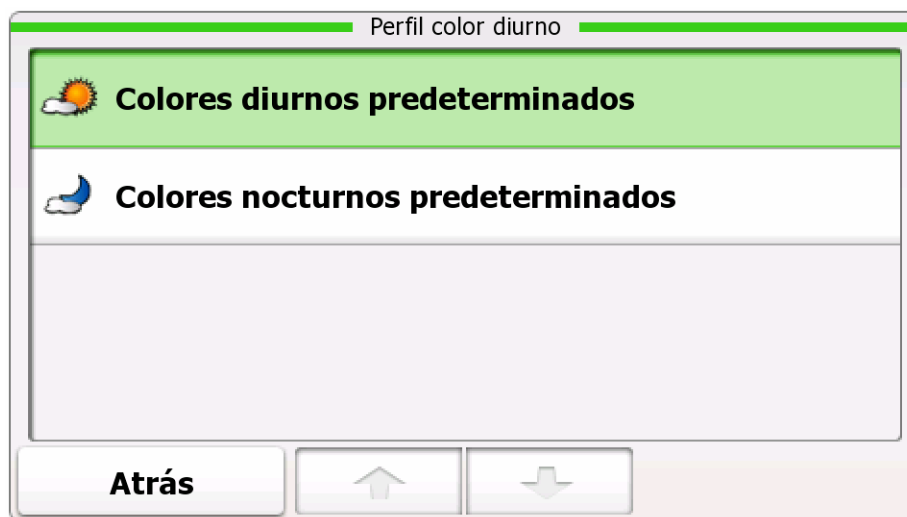 Perfil color diurno
Colores diurnos predeterminados
Colores nocturnos predeterminados
Atrás